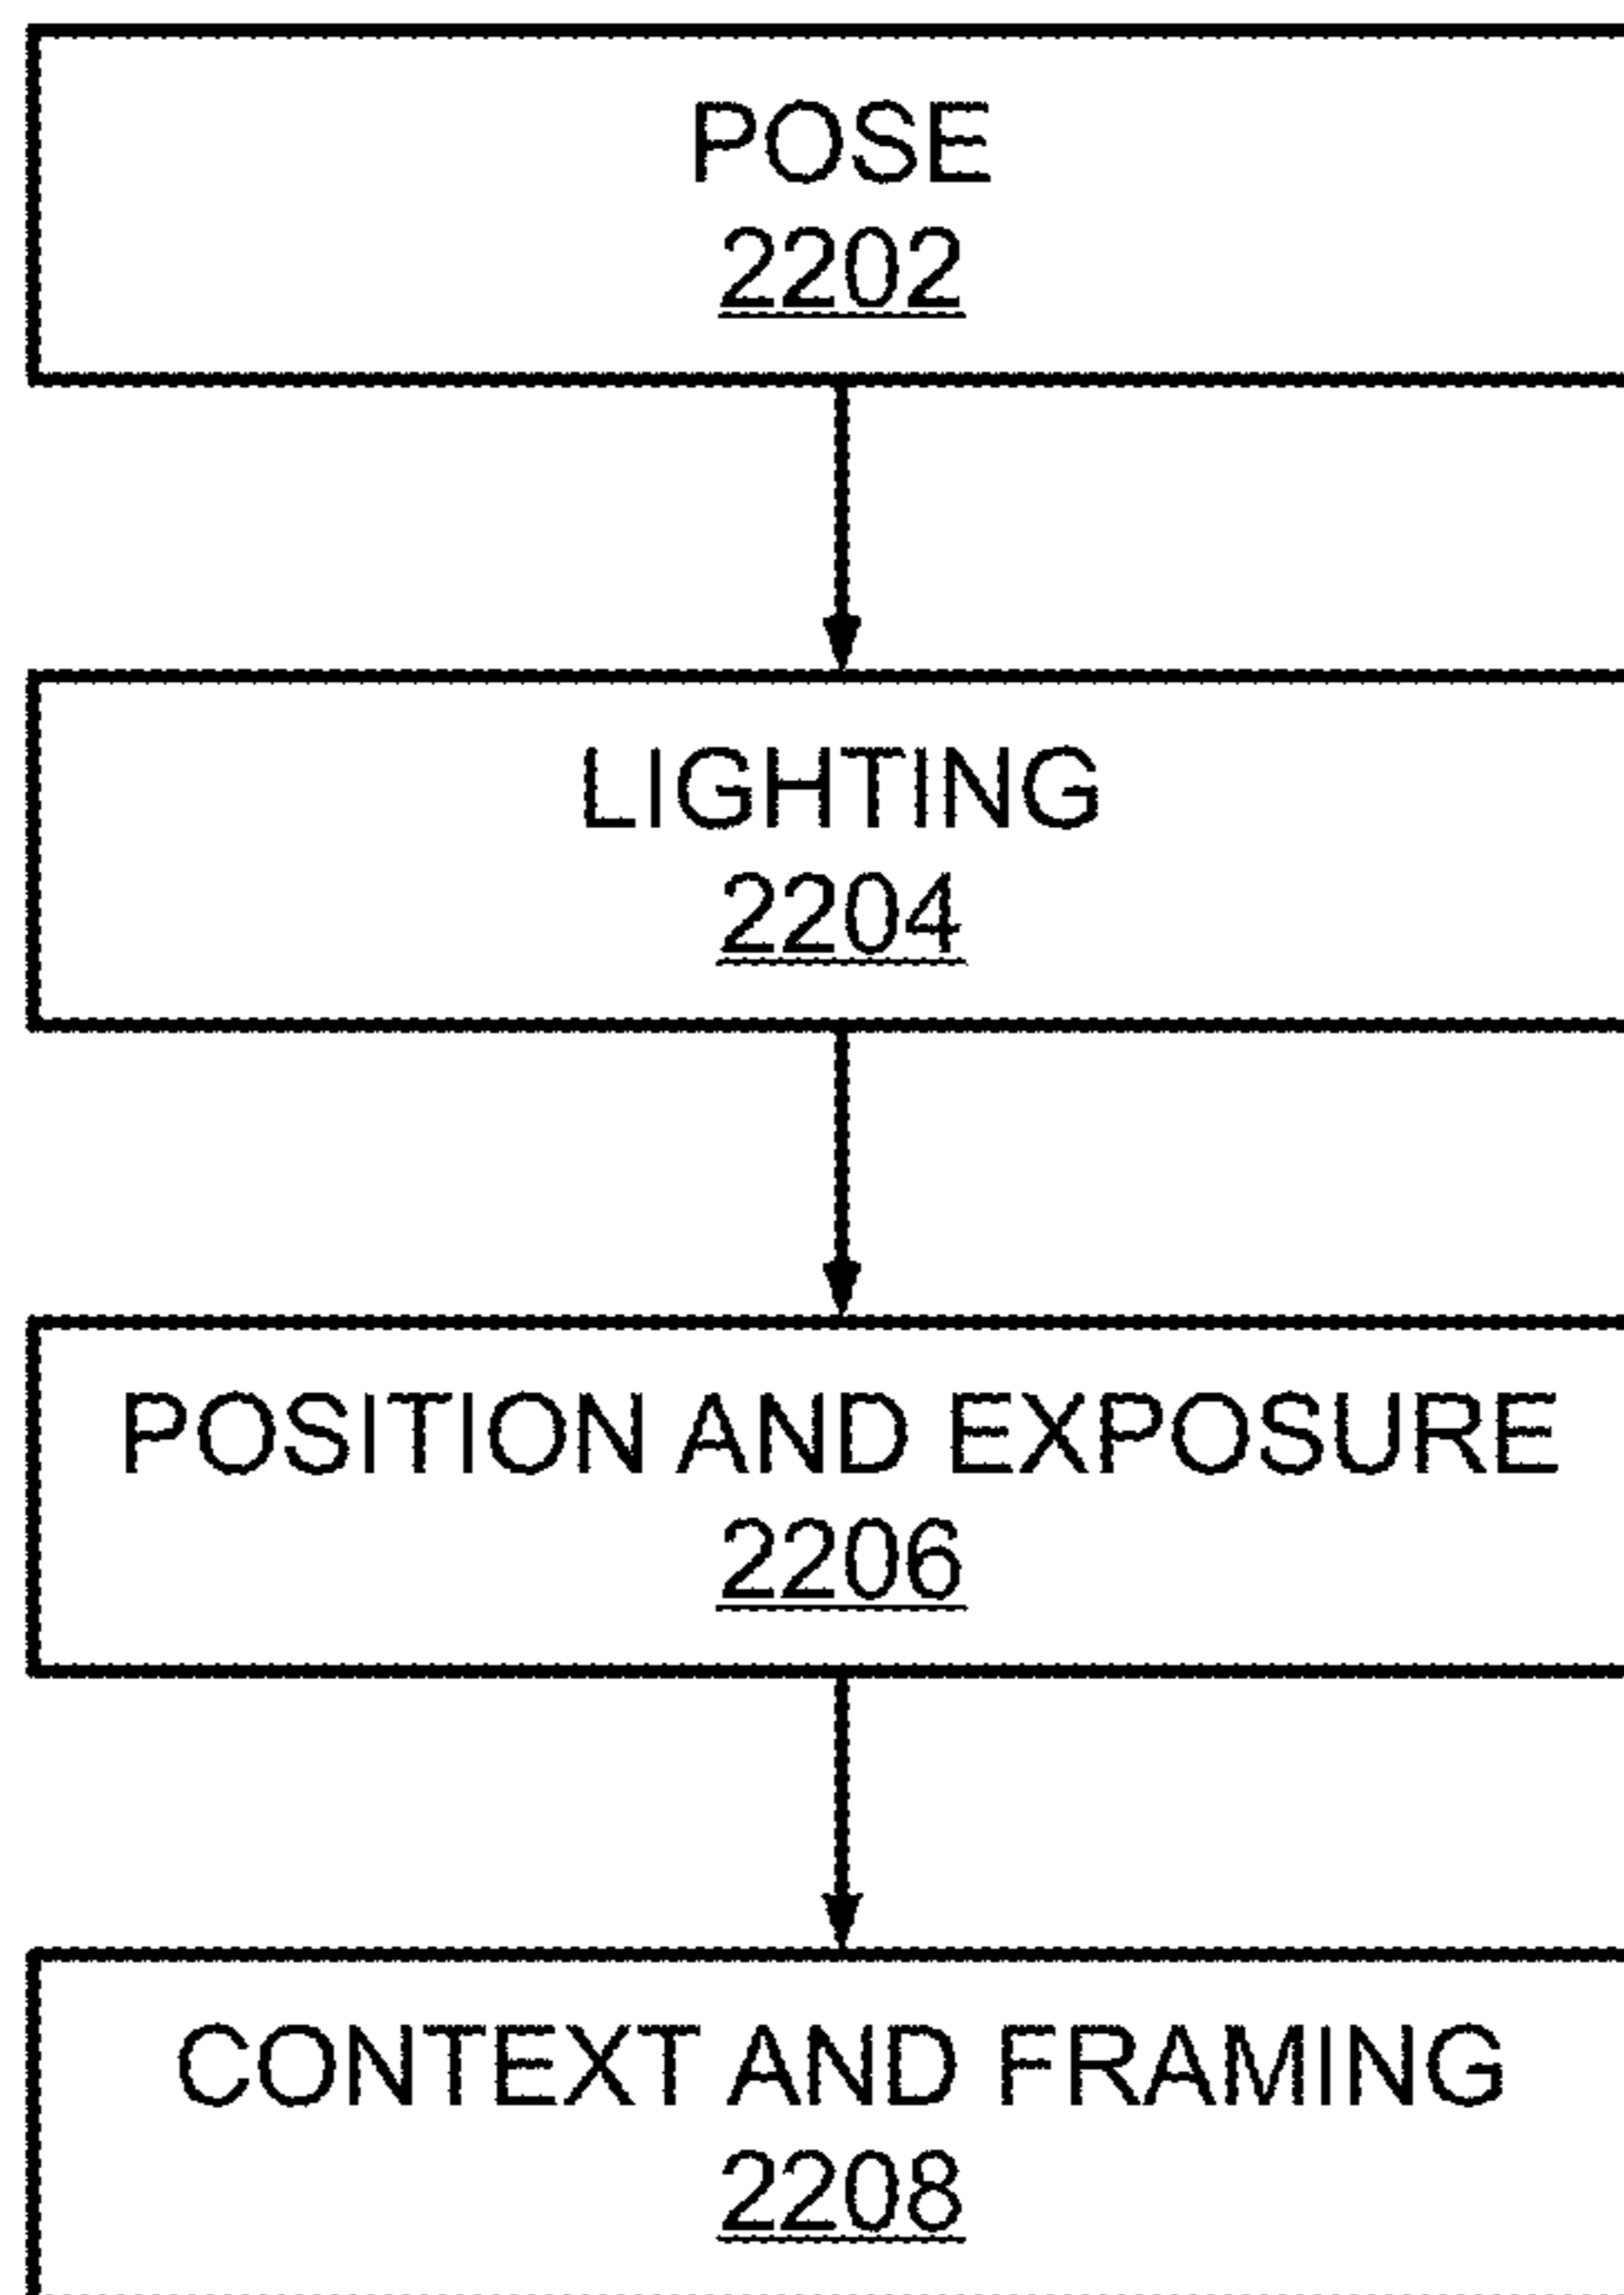 POSE
2202
LIGHTING
2204
POSITION AND EXPOSURE
2206
CONTEXT AND FRAMING
2208